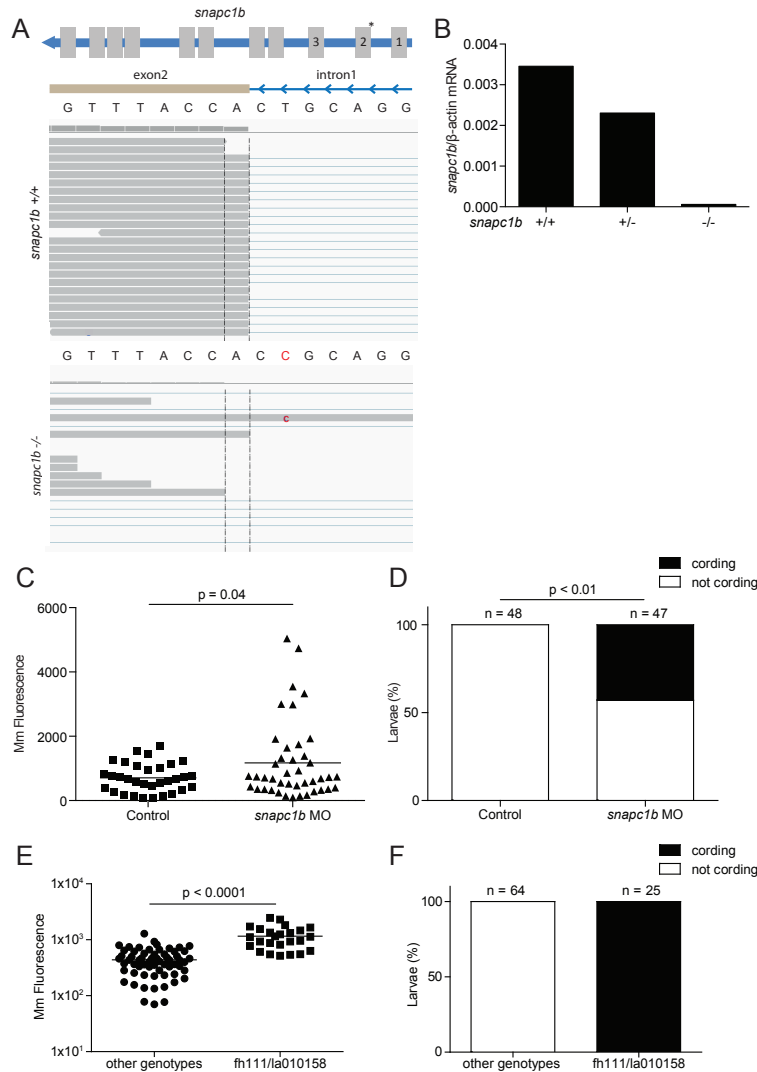 A
snapc1b
*
3 2 1
exon2 intron1
G T T T A C C A C T G C A G G
snapc1b +/+
G T T T A C C A C C G C A G G
c
snapc1b -/-
B
0.004
0.003
0.002
0.001
0.000
snapc1b/β-actin mRNA
snapc1b +/+ +/- -/-
C
p = 0.04
6000
4000
2000
0
Mm Fluorescence
Control snapc1b MO
D
cording
not cording
p < 0.01
n = 48 n = 47
100
50
0
Larvae (%)
Control snapc1b MO
E
p < 0.0001
1x10⁴
1x10³
1x10²
1x10¹
Mm Fluorescence
other genotypes fh111/la010158
F
cording
not cording
n = 64 n = 25
100
50
0
Larvae (%)
other genotypes fh111/la010158